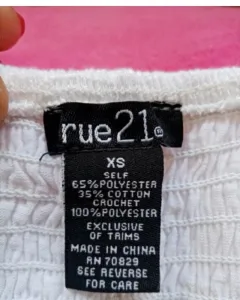 rue21
XS
SELF
65%POLYESTER
35% COTTON
CROCHET
100%POLYESTER
EXCLUSIVE
OF TRIMS
MADE IN CHINA
RN 70829
SEE REVERSE
FOR CARE